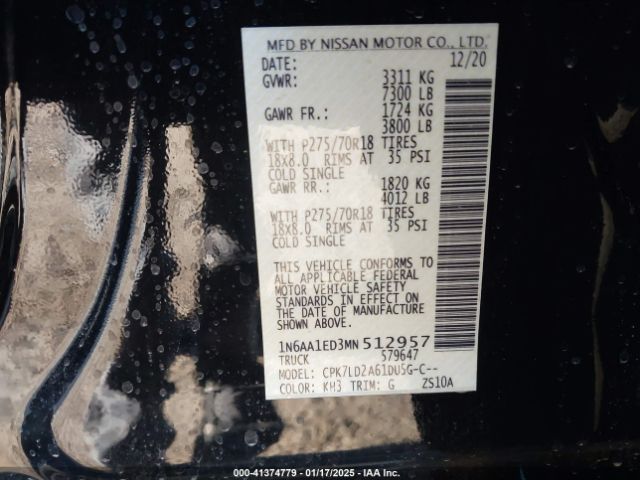 MFD BY NISSAN MOTOR CO., LTD.
DATE: 12/20
GVWR: 3311 KG
7300 LB
GAWR FR.: 1724 KG
3800 LB
WITH P275/70R18 TIRES
18X8.0 RIMS AT 35 PSI
COLD SINGLE
GAWR RR.: 1820 KG
4012 LB
WITH P275/70R18 TIRES
18X8.0 RIMS AT 35 PSI
COLD SINGLE
THIS VEHICLE CONFORMS TO
ALL APPLICABLE FEDERAL
MOTOR VEHICLE SAFETY
STANDARDS IN EFFECT ON
THE DATE OF MANUFACTURE
SHOWN ABOVE.
1N6AA1ED3MN512957
TRUCK 579647
MODEL: CPK7LD2A61DU5G-C--
COLOR: KH3 TRIM: G ZS10A
000-41374779 - 01/17/2025 - IAA Inc.